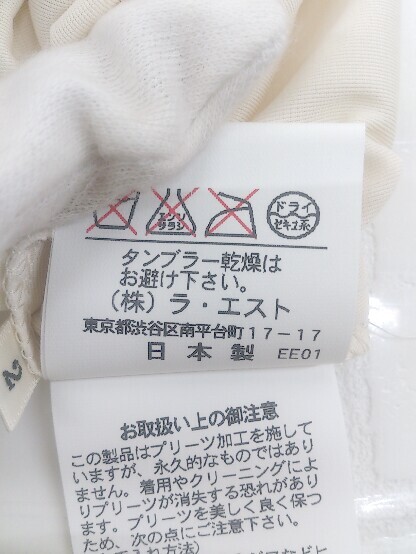 エンソ
サラシ
ドライ
セキユ系
タンブラー乾燥は
お避け下さい。
(株)ラ・エスト
東京都渋谷区南平台町17-17
日本製 EE01
2
お取扱い上の御注意
この製品はプリーツ加工を施して
いますが、永久的なものではあり
ません。着用やクリーニングによ
りプリーツが消失する恐れがあり
ます。プリーツを美しく良く保つ
ため、次の点にご注意下さい。